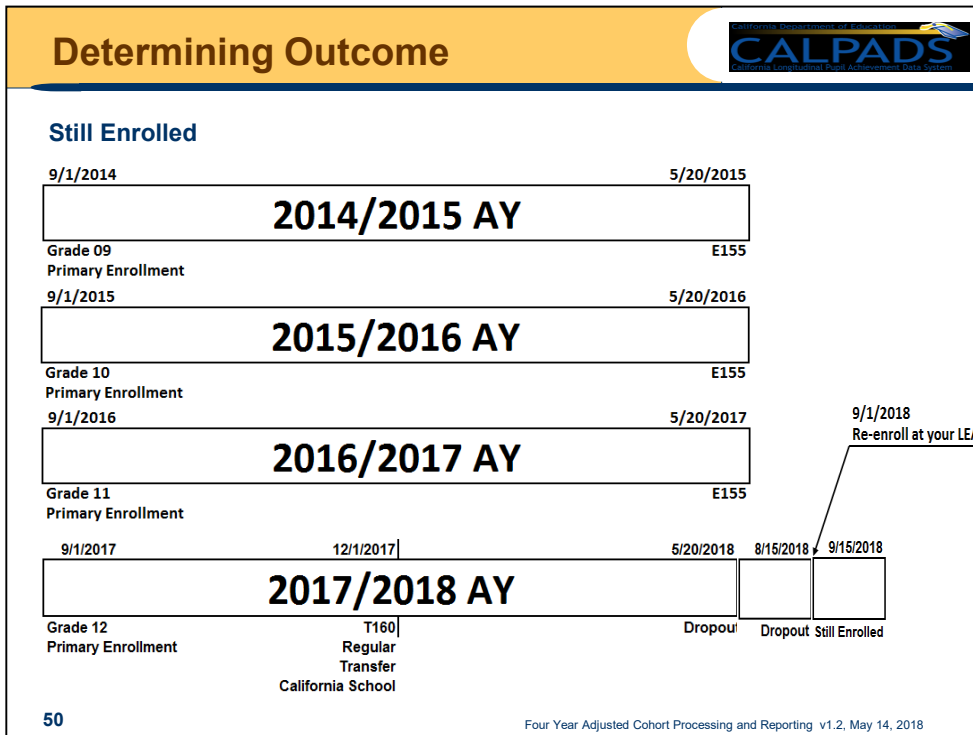 Determining Outcome
California Department of Education
CALPADS
California Longitudinal Pupil Achievement Data System
Still Enrolled
9/1/2014 5/20/2015
2014/2015 AY
Grade 09 E155
Primary Enrollment
9/1/2015 5/20/2016
2015/2016 AY
Grade 10 E155
Primary Enrollment
9/1/2016 5/20/2017
2016/2017 AY
Grade 11 E155
Primary Enrollment
9/1/2018
Re-enroll at your LEA
9/1/2017 12/1/2017 5/20/2018 8/15/2018 9/15/2018
2017/2018 AY
Grade 12 T160 Dropout Dropout Still Enrolled
Primary Enrollment Regular
Transfer
California School
50 Four Year Adjusted Cohort Processing and Reporting v1.2, May 14, 2018